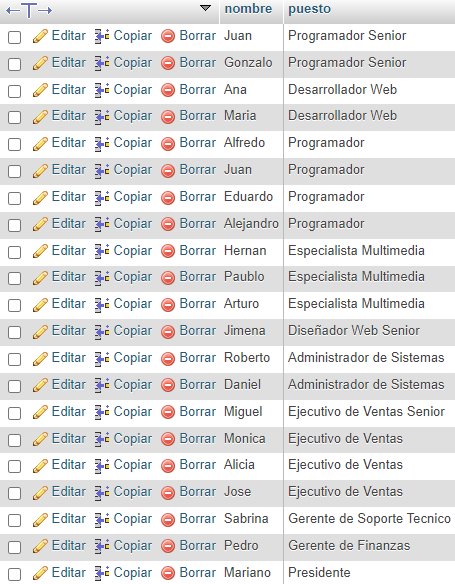 nombre puesto
Editar Copiar Borrar Juan Programador Senior
Editar Copiar Borrar Gonzalo Programador Senior
Editar Copiar Borrar Ana Desarrollador Web
Editar Copiar Borrar Maria Desarrollador Web
Editar Copiar Borrar Alfredo Programador
Editar Copiar Borrar Juan Programador
Editar Copiar Borrar Eduardo Programador
Editar Copiar Borrar Alejandro Programador
Editar Copiar Borrar Hernan Especialista Multimedia
Editar Copiar Borrar Paublo Especialista Multimedia
Editar Copiar Borrar Arturo Especialista Multimedia
Editar Copiar Borrar Jimena Diseñador Web Senior
Editar Copiar Borrar Roberto Administrador de Sistemas
Editar Copiar Borrar Daniel Administrador de Sistemas
Editar Copiar Borrar Miguel Ejecutivo de Ventas Senior
Editar Copiar Borrar Monica Ejecutivo de Ventas
Editar Copiar Borrar Alicia Ejecutivo de Ventas
Editar Copiar Borrar Jose Ejecutivo de Ventas
Editar Copiar Borrar Sabrina Gerente de Soporte Tecnico
Editar Copiar Borrar Pedro Gerente de Finanzas
Editar Copiar Borrar Mariano Presidente